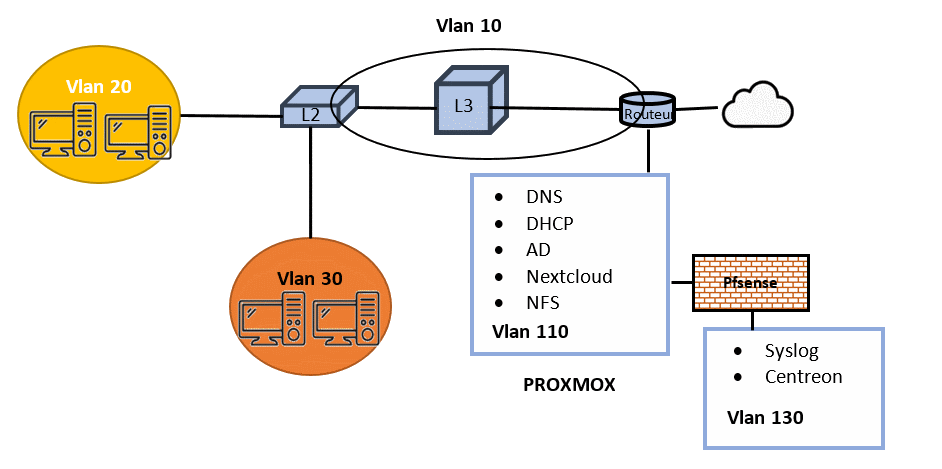 Vlan 10
Vlan 20
L2
L3
Routeur
Vlan 30
• DNS
• DHCP
• AD
• Nextcloud
• NFS
Vlan 110
PROXMOX
Pfsense
• Syslog
• Centreon
Vlan 130